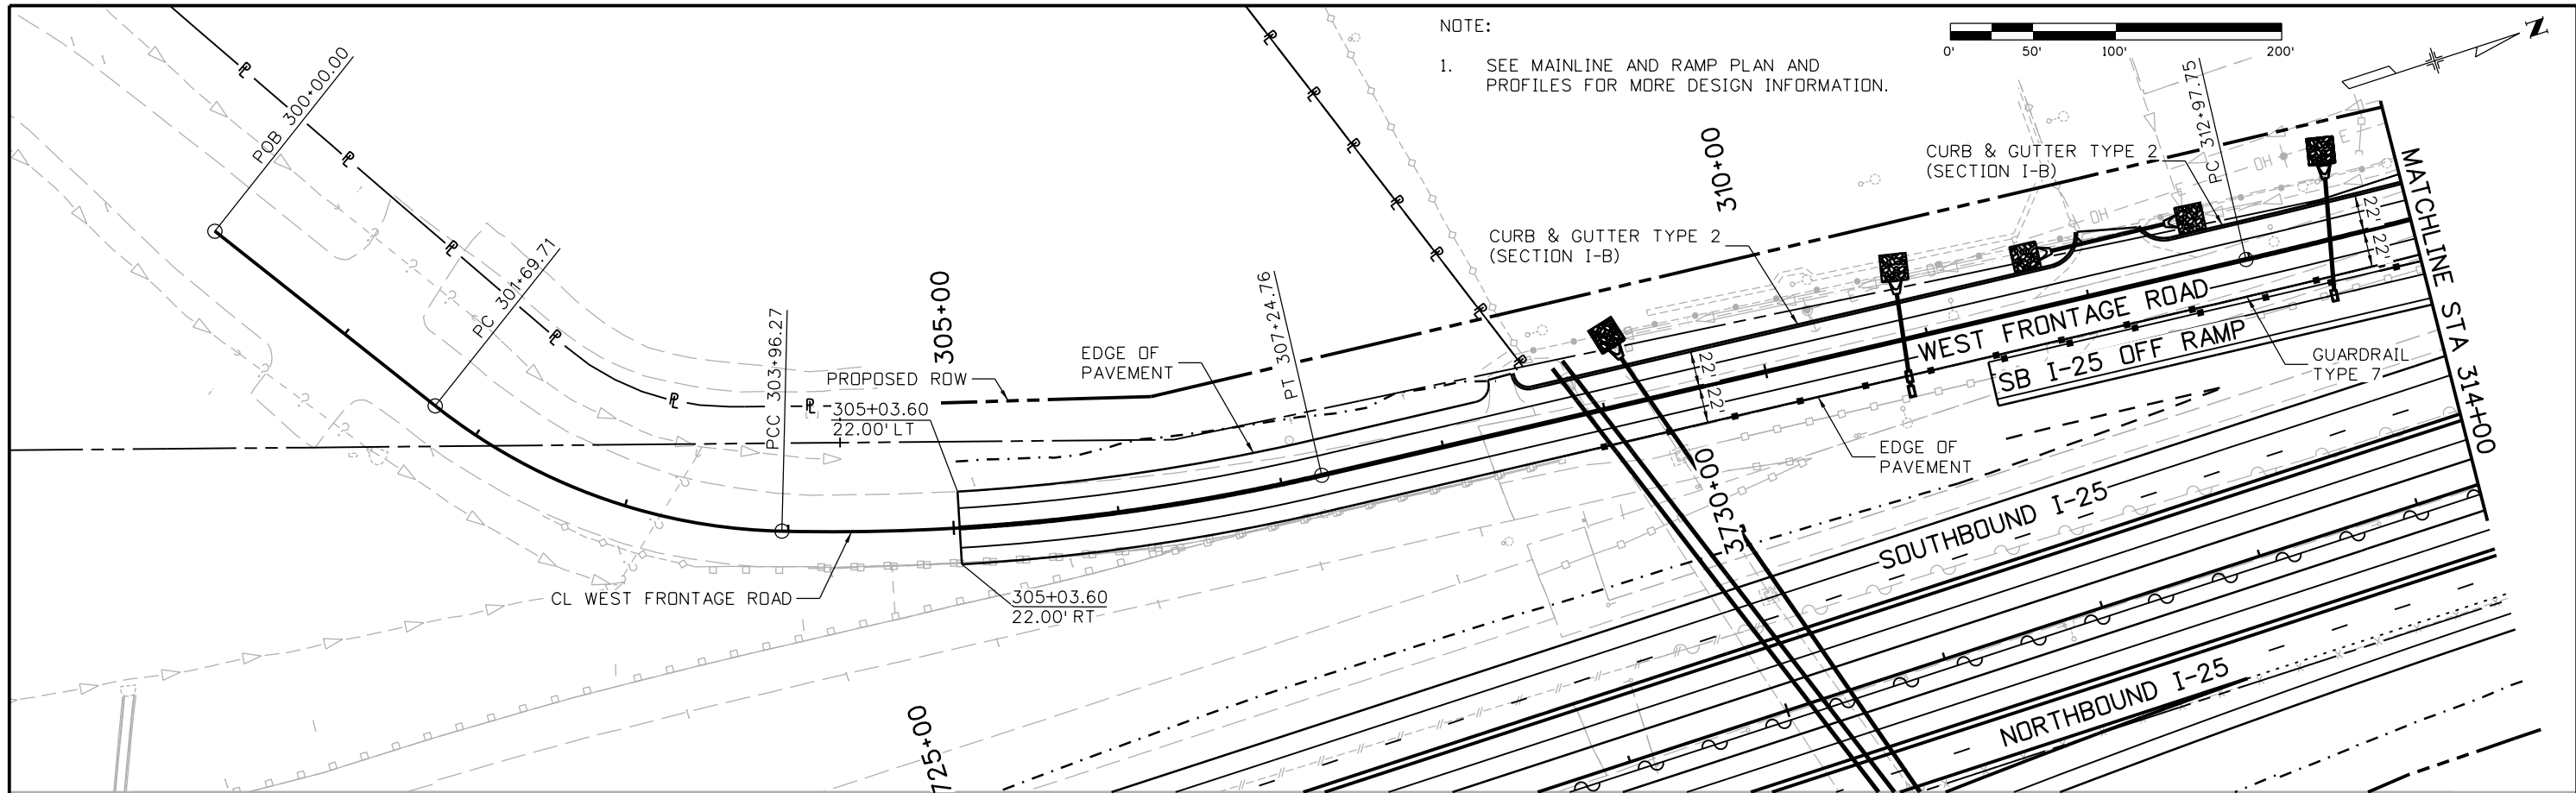 NOTE:
1. SEE MAINLINE AND RAMP PLAN AND
PROFILES FOR MORE DESIGN INFORMATION.
0' 50' 100' 200'
N
POB 300+00.00
PC 301+69.71
PCC 303+96.27
305+00
PROPOSED ROW
305+03.60
22.00' LT
EDGE OF
PAVEMENT
PT 307+24.76
CURB & GUTTER TYPE 2
(SECTION I-B)
310+00
CURB & GUTTER TYPE 2
(SECTION I-B)
PC 312+97.75
OH
E
OH
OH
E
22'
22'
22'
22'
MATCHLINE STA 314+00
WEST FRONTAGE ROAD
SB I-25 OFF RAMP
GUARDRAIL
TYPE 7
EDGE OF
PAVEMENT
CL WEST FRONTAGE ROAD
305+03.60
22.00' RT
3730+00
SOUTHBOUND I-25
NORTHBOUND I-25
725+00